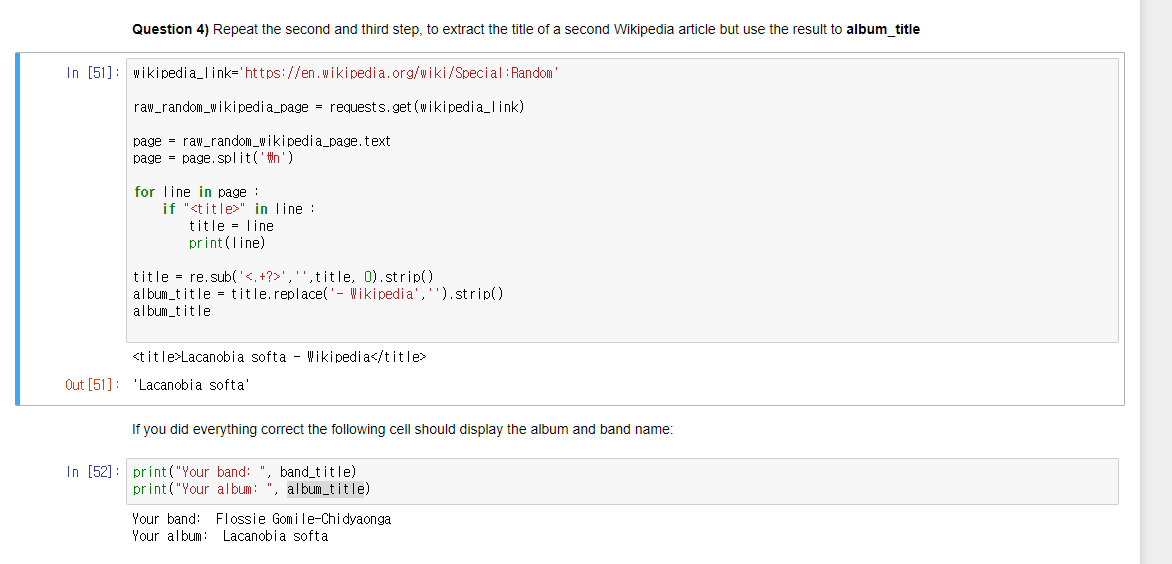 Question 4) Repeat the second and third step, to extract the title of a second Wikipedia article but use the result to album_title
In [51]: wikipedia_link='https://en.wikipedia.org/wiki/Special:Random'
raw_random_wikipedia_page = requests.get(wikipedia_link)
page = raw_random_wikipedia_page.text
page = page.split('₩n')
for line in page :
if "<title>" in line :
title = line
print(line)
title = re.sub('<.+?>','',title, 0).strip()
album_title = title.replace('- Wikipedia','').strip()
album_title
<title>Lacanobia softa - Wikipedia</title>
Out[51]: 'Lacanobia softa'
If you did everything correct the following cell should display the album and band name:
In [52]: print("Your band: ", band_title)
print("Your album: ", album_title)
Your band:  Flossie Gomile-Chidyaonga
Your album:  Lacanobia softa